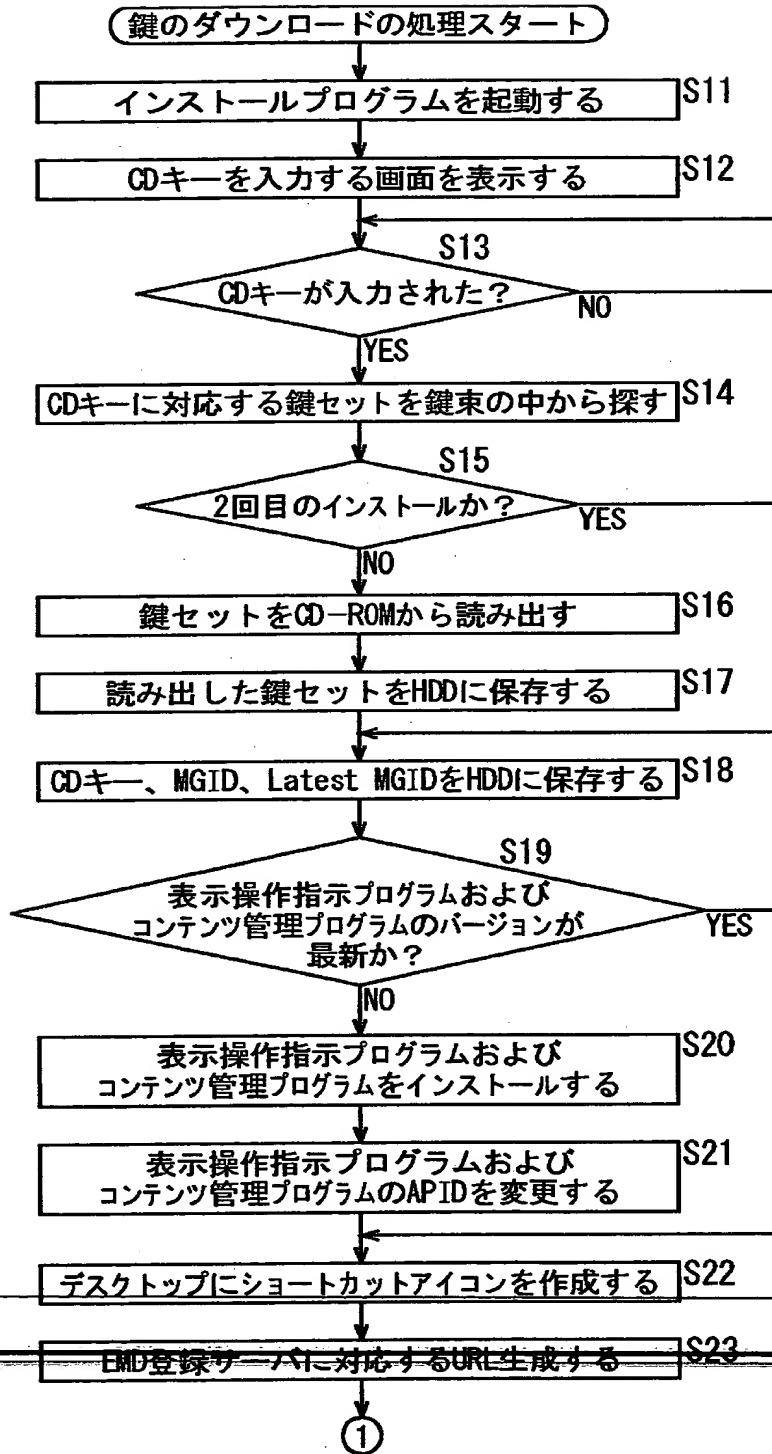 鍵のダウンロードの処理スタート
インストールプログラムを起動する
S11
CDキーを入力する画面を表示する
S12
S13
CDキーが入力された？
NO
YES
CDキーに対応する鍵セットを鍵束の中から探す
S14
S15
2回目のインストールか？
YES
NO
鍵セットをCD-ROMから読み出す
S16
読み出した鍵セットをHDDに保存する
S17
CDキー、MGID、Latest MGIDをHDDに保存する
S18
S19
表示操作指示プログラムおよび
コンテンツ管理プログラムのバージョンが
最新か？
YES
NO
表示操作指示プログラムおよび
コンテンツ管理プログラムをインストールする
S20
表示操作指示プログラムおよび
コンテンツ管理プログラムのAPIDを変更する
S21
デスクトップにショートカットアイコンを作成する
S22
EMD登録サーバに対応するURL生成する
S23
1